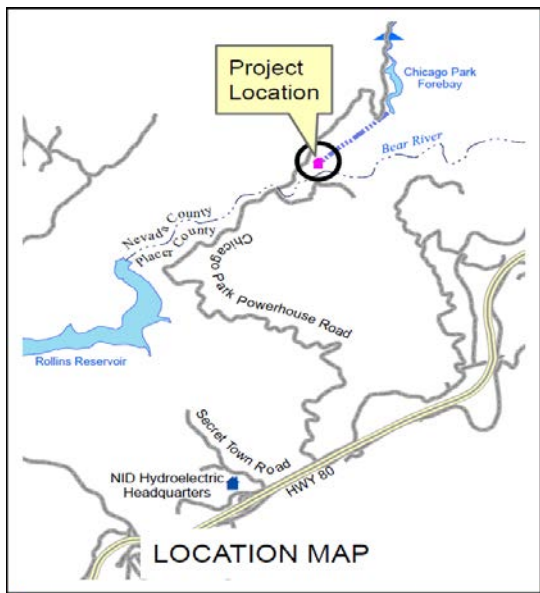 Project
Location
Chicago Park
Forebay
Bear River
Nevada County
Placer County
Chicago Park Powerhouse Road
Rollins Reservoir
Secret Town Road
NID Hydroelectric
Headquarters
HWY 80
LOCATION MAP